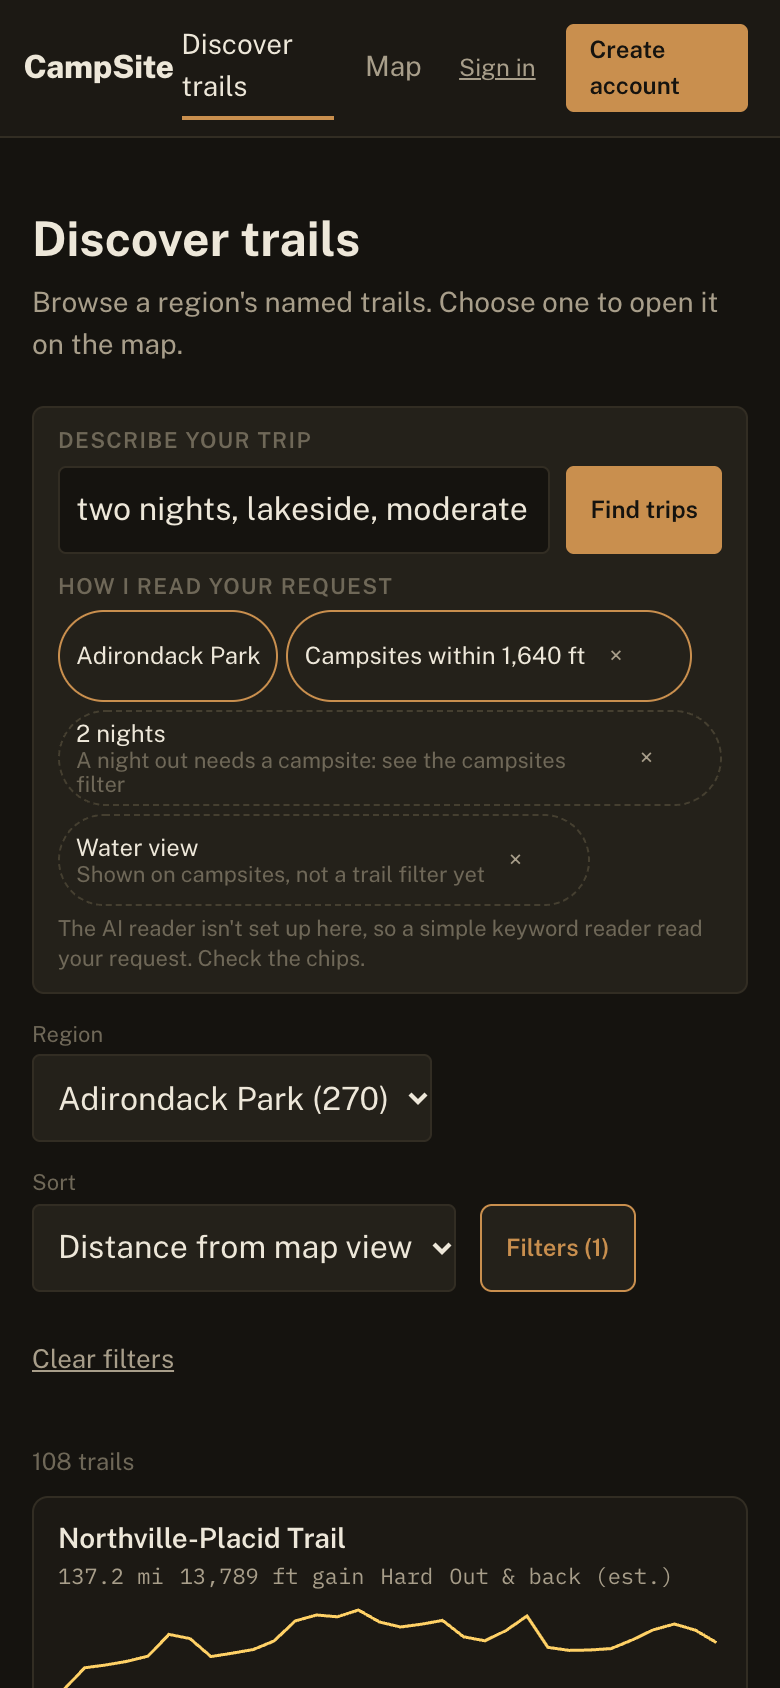 CampSite
Discover
trails
Map
Sign in
Create
account
Discover trails
Browse a region's named trails. Choose one to open it
on the map.
DESCRIBE YOUR TRIP
two nights, lakeside, moderate
Find trips
HOW I READ YOUR REQUEST
Adirondack Park
Campsites within 1,640 ft ×
2 nights
A night out needs a campsite: see the campsites
filter
×
Water view
Shown on campsites, not a trail filter yet
×
The AI reader isn't set up here, so a simple keyword reader read
your request. Check the chips.
Region
Adirondack Park (270)
Sort
Distance from map view
Filters (1)
Clear filters
108 trails
Northville-Placid Trail
137.2 mi 13,789 ft gain Hard Out & back (est.)